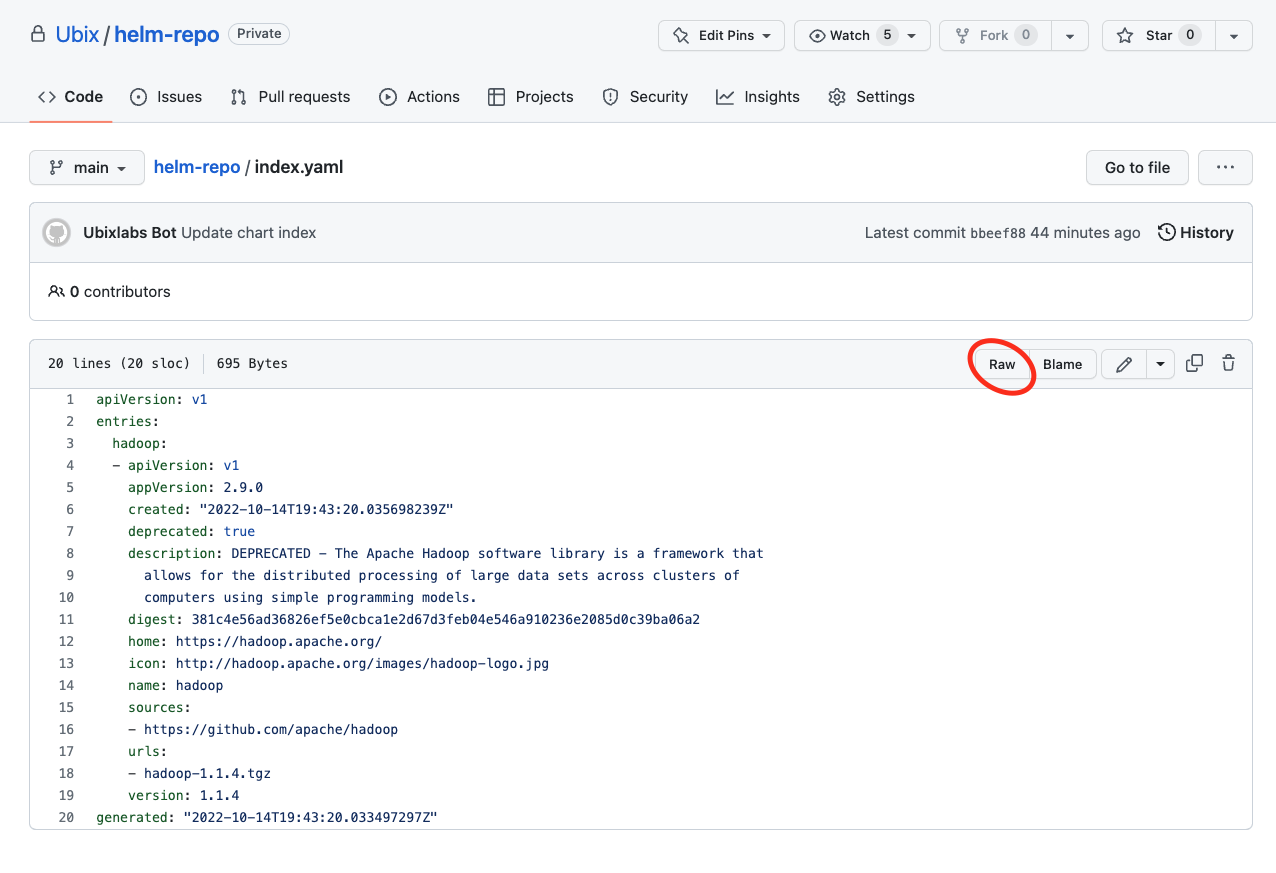 Ubix / helm-repo Private
Edit Pins Watch 5 Fork 0 Star 0
Code Issues Pull requests Actions Projects Security Insights Settings
main helm-repo / index.yaml Go to file ...
Ubixlabs Bot Update chart index Latest commit bbeef88 44 minutes ago History
0 contributors
20 lines (20 sloc) 695 Bytes Raw Blame
1 apiVersion: v1
2 entries:
3   hadoop:
4   - apiVersion: v1
5     appVersion: 2.9.0
6     created: "2022-10-14T19:43:20.035698239Z"
7     deprecated: true
8     description: DEPRECATED - The Apache Hadoop software library is a framework that
9       allows for the distributed processing of large data sets across clusters of
10       computers using simple programming models.
11     digest: 381c4e56ad36826ef5e0cbca1e2d67d3feb04e546a910236e2085d0c39ba06a2
12     home: https://hadoop.apache.org/
13     icon: http://hadoop.apache.org/images/hadoop-logo.jpg
14     name: hadoop
15     sources:
16     - https://github.com/apache/hadoop
17     urls:
18     - hadoop-1.1.4.tgz
19     version: 1.1.4
20 generated: "2022-10-14T19:43:20.033497297Z"